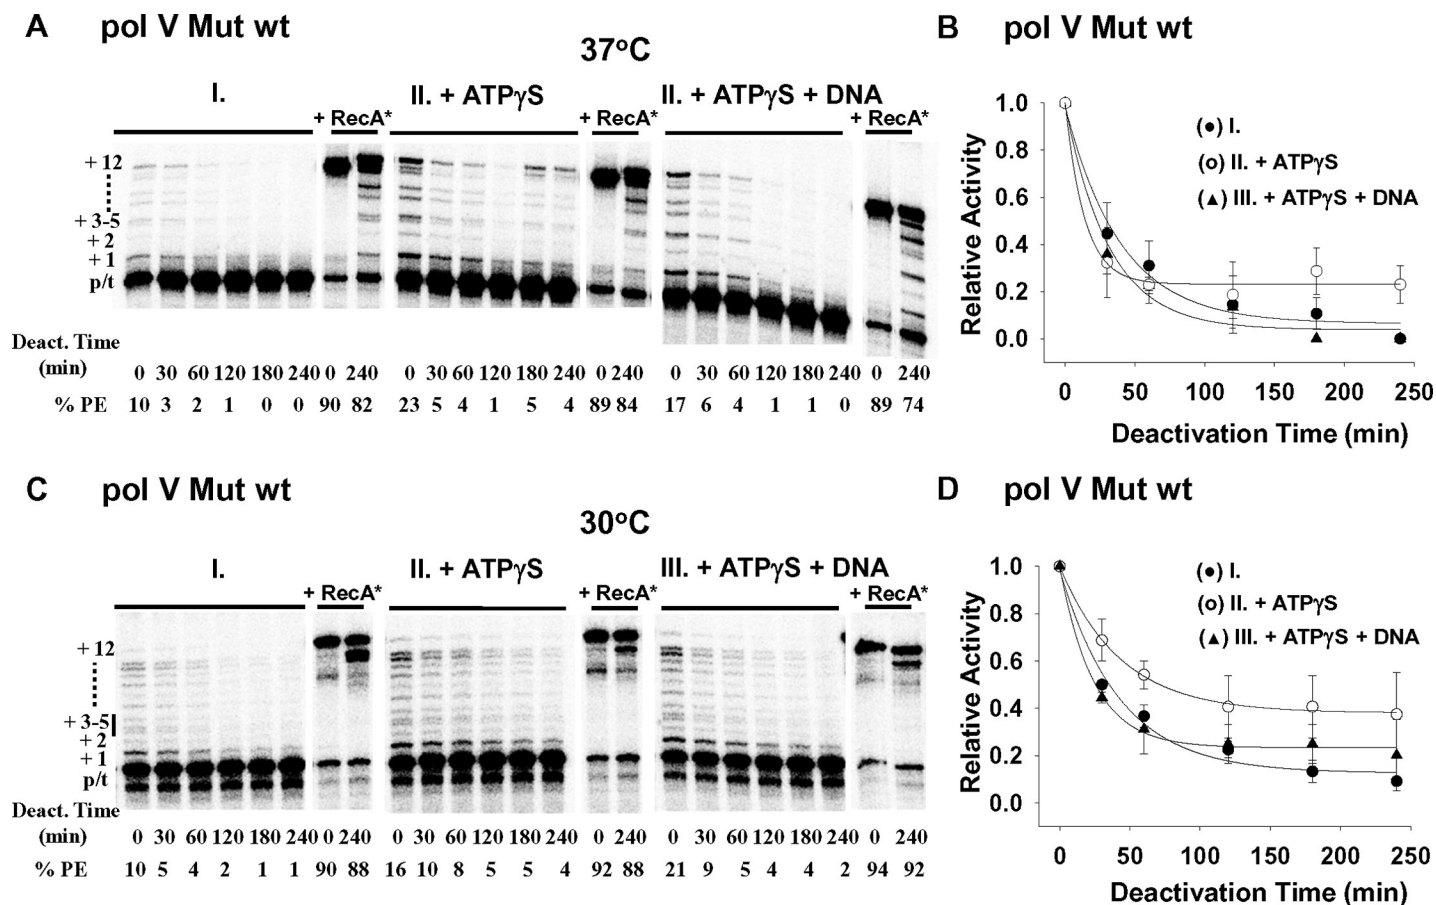 A pol V Mut wt
37°C
I. II. + ATPγS II. + ATPγS + DNA
+ RecA* + RecA* + RecA*
+ 12
+ 3-5
+ 2
+ 1
p/t
Deact. Time
(min) 0 30 60 120 180 240 0 240 0 30 60 120 180 240 0 240 0 30 60 120 180 240 0 240
% PE 10 3 2 1 0 0 90 82 23 5 4 1 5 4 89 84 17 6 4 1 1 0 89 74
B pol V Mut wt
Relative Activity
1.0
0.8
0.6
0.4
0.2
0.0
(●) I.
(○) II. + ATPγS
(▲) III. + ATPγS + DNA
0 50 100 150 200 250
Deactivation Time (min)
C pol V Mut wt
30°C
I. II. + ATPγS III. + ATPγS + DNA
+ RecA* + RecA* + RecA*
+ 12
+ 3-5
+ 2
+ 1
p/t
Deact. Time
(min) 0 30 60 120 180 240 0 240 0 30 60 120 180 240 0 240 0 30 60 120 180 240 0 240
% PE 10 5 4 2 1 1 90 88 16 10 8 5 5 4 92 88 21 9 5 4 4 2 94 92
D pol V Mut wt
Relative Activity
1.0
0.8
0.6
0.4
0.2
0.0
(●) I.
(○) II. + ATPγS
(▲) III. + ATPγS + DNA
0 50 100 150 200 250
Deactivation Time (min)